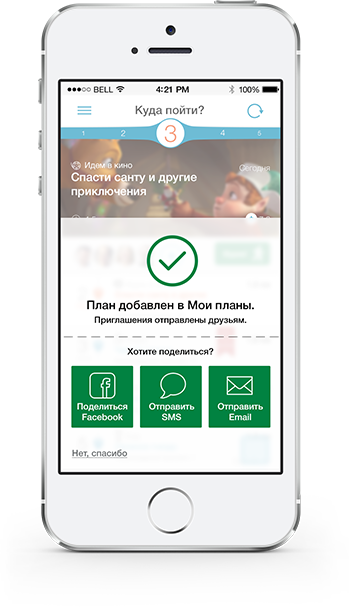 BELL 4:21 PM 100%
Куда пойти?
1 2 3 4 5
Идем в кино Сегодня
Спасти санту и другие
приключения
План добавлен в Мои планы.
Приглашения отправлены друзьям.
Хотите поделиться?
Поделиться
Facebook
Отправить
SMS
Отправить
Email
Нет, спасибо